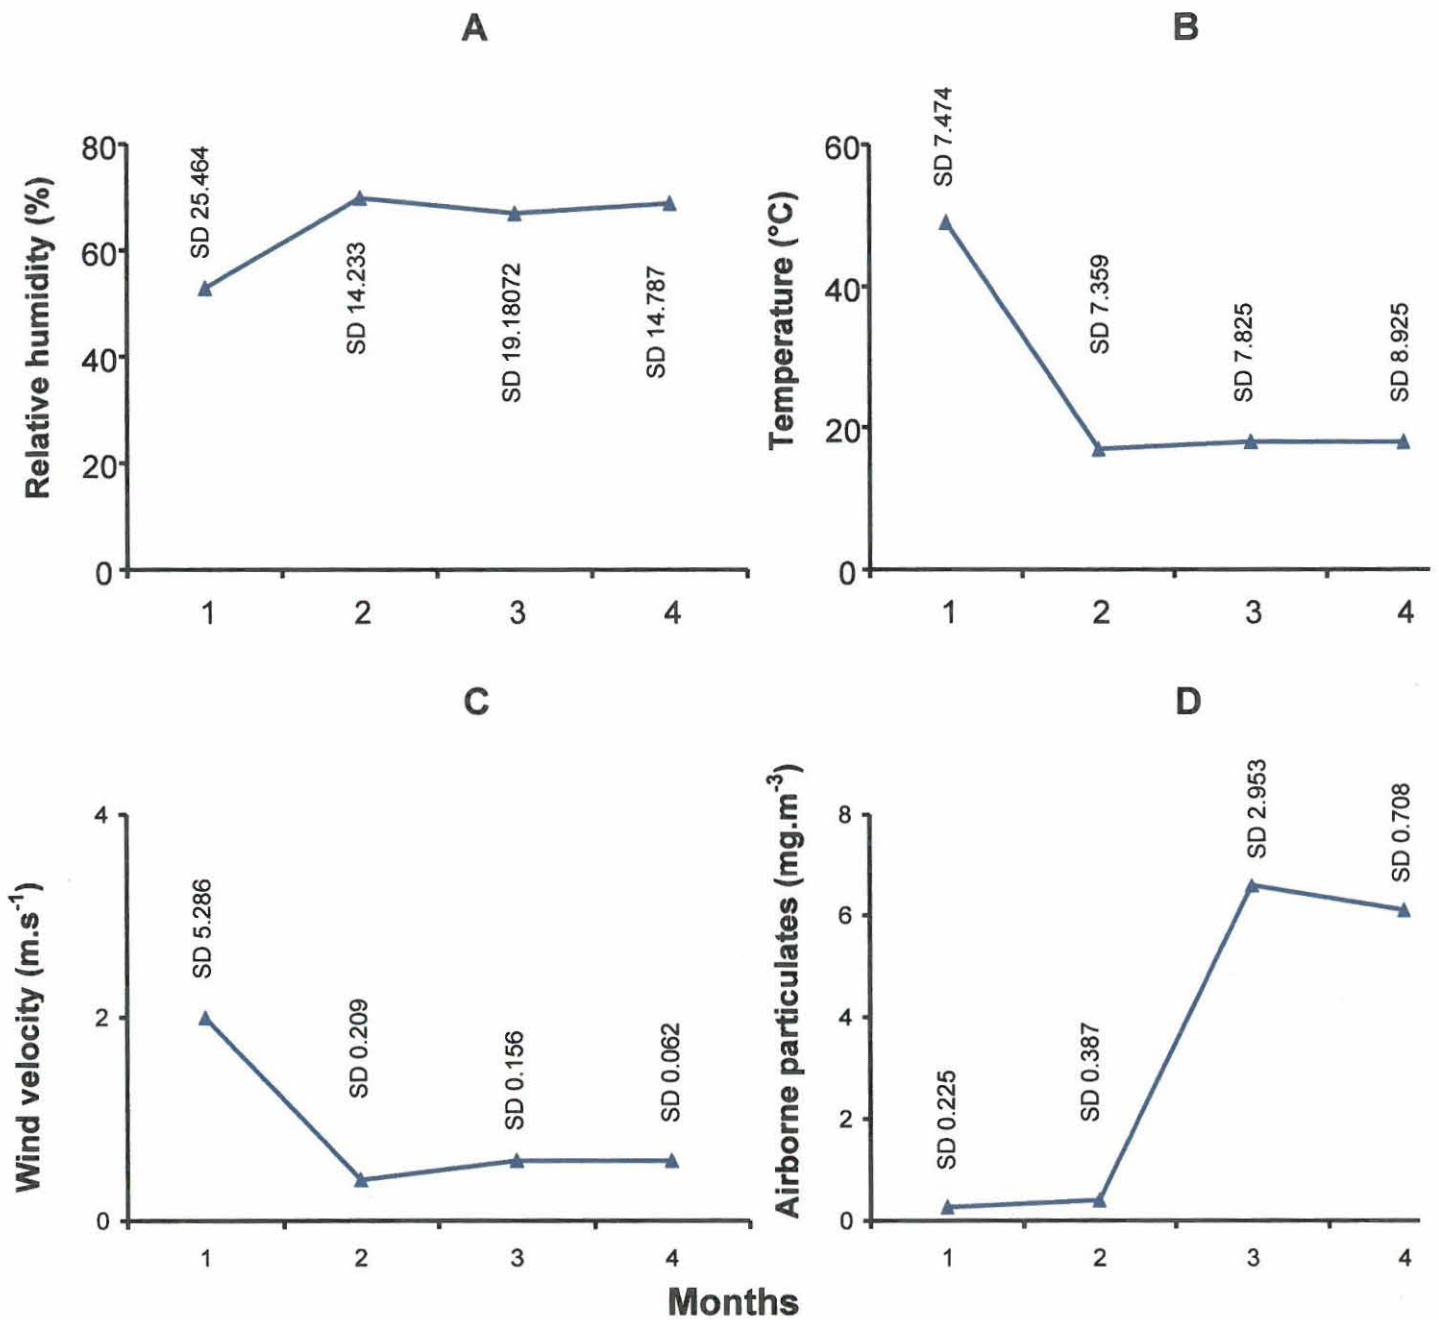 A
Relative humidity (%)
80
60
40
20
0
SD 25.464
SD 14.233
SD 19.18072
SD 14.787
1 2 3 4
B
Temperature (°C)
60
40
20
0
SD 7.474
SD 7.359
SD 7.825
SD 8.925
1 2 3 4
C
Wind velocity (m.s⁻¹)
4
2
0
SD 5.286
SD 0.209
SD 0.156
SD 0.062
1 2 3 4
D
Airborne particulates (mg.m⁻³)
8
6
4
2
0
SD 0.225
SD 0.387
SD 2.953
SD 0.708
1 2 3 4
Months